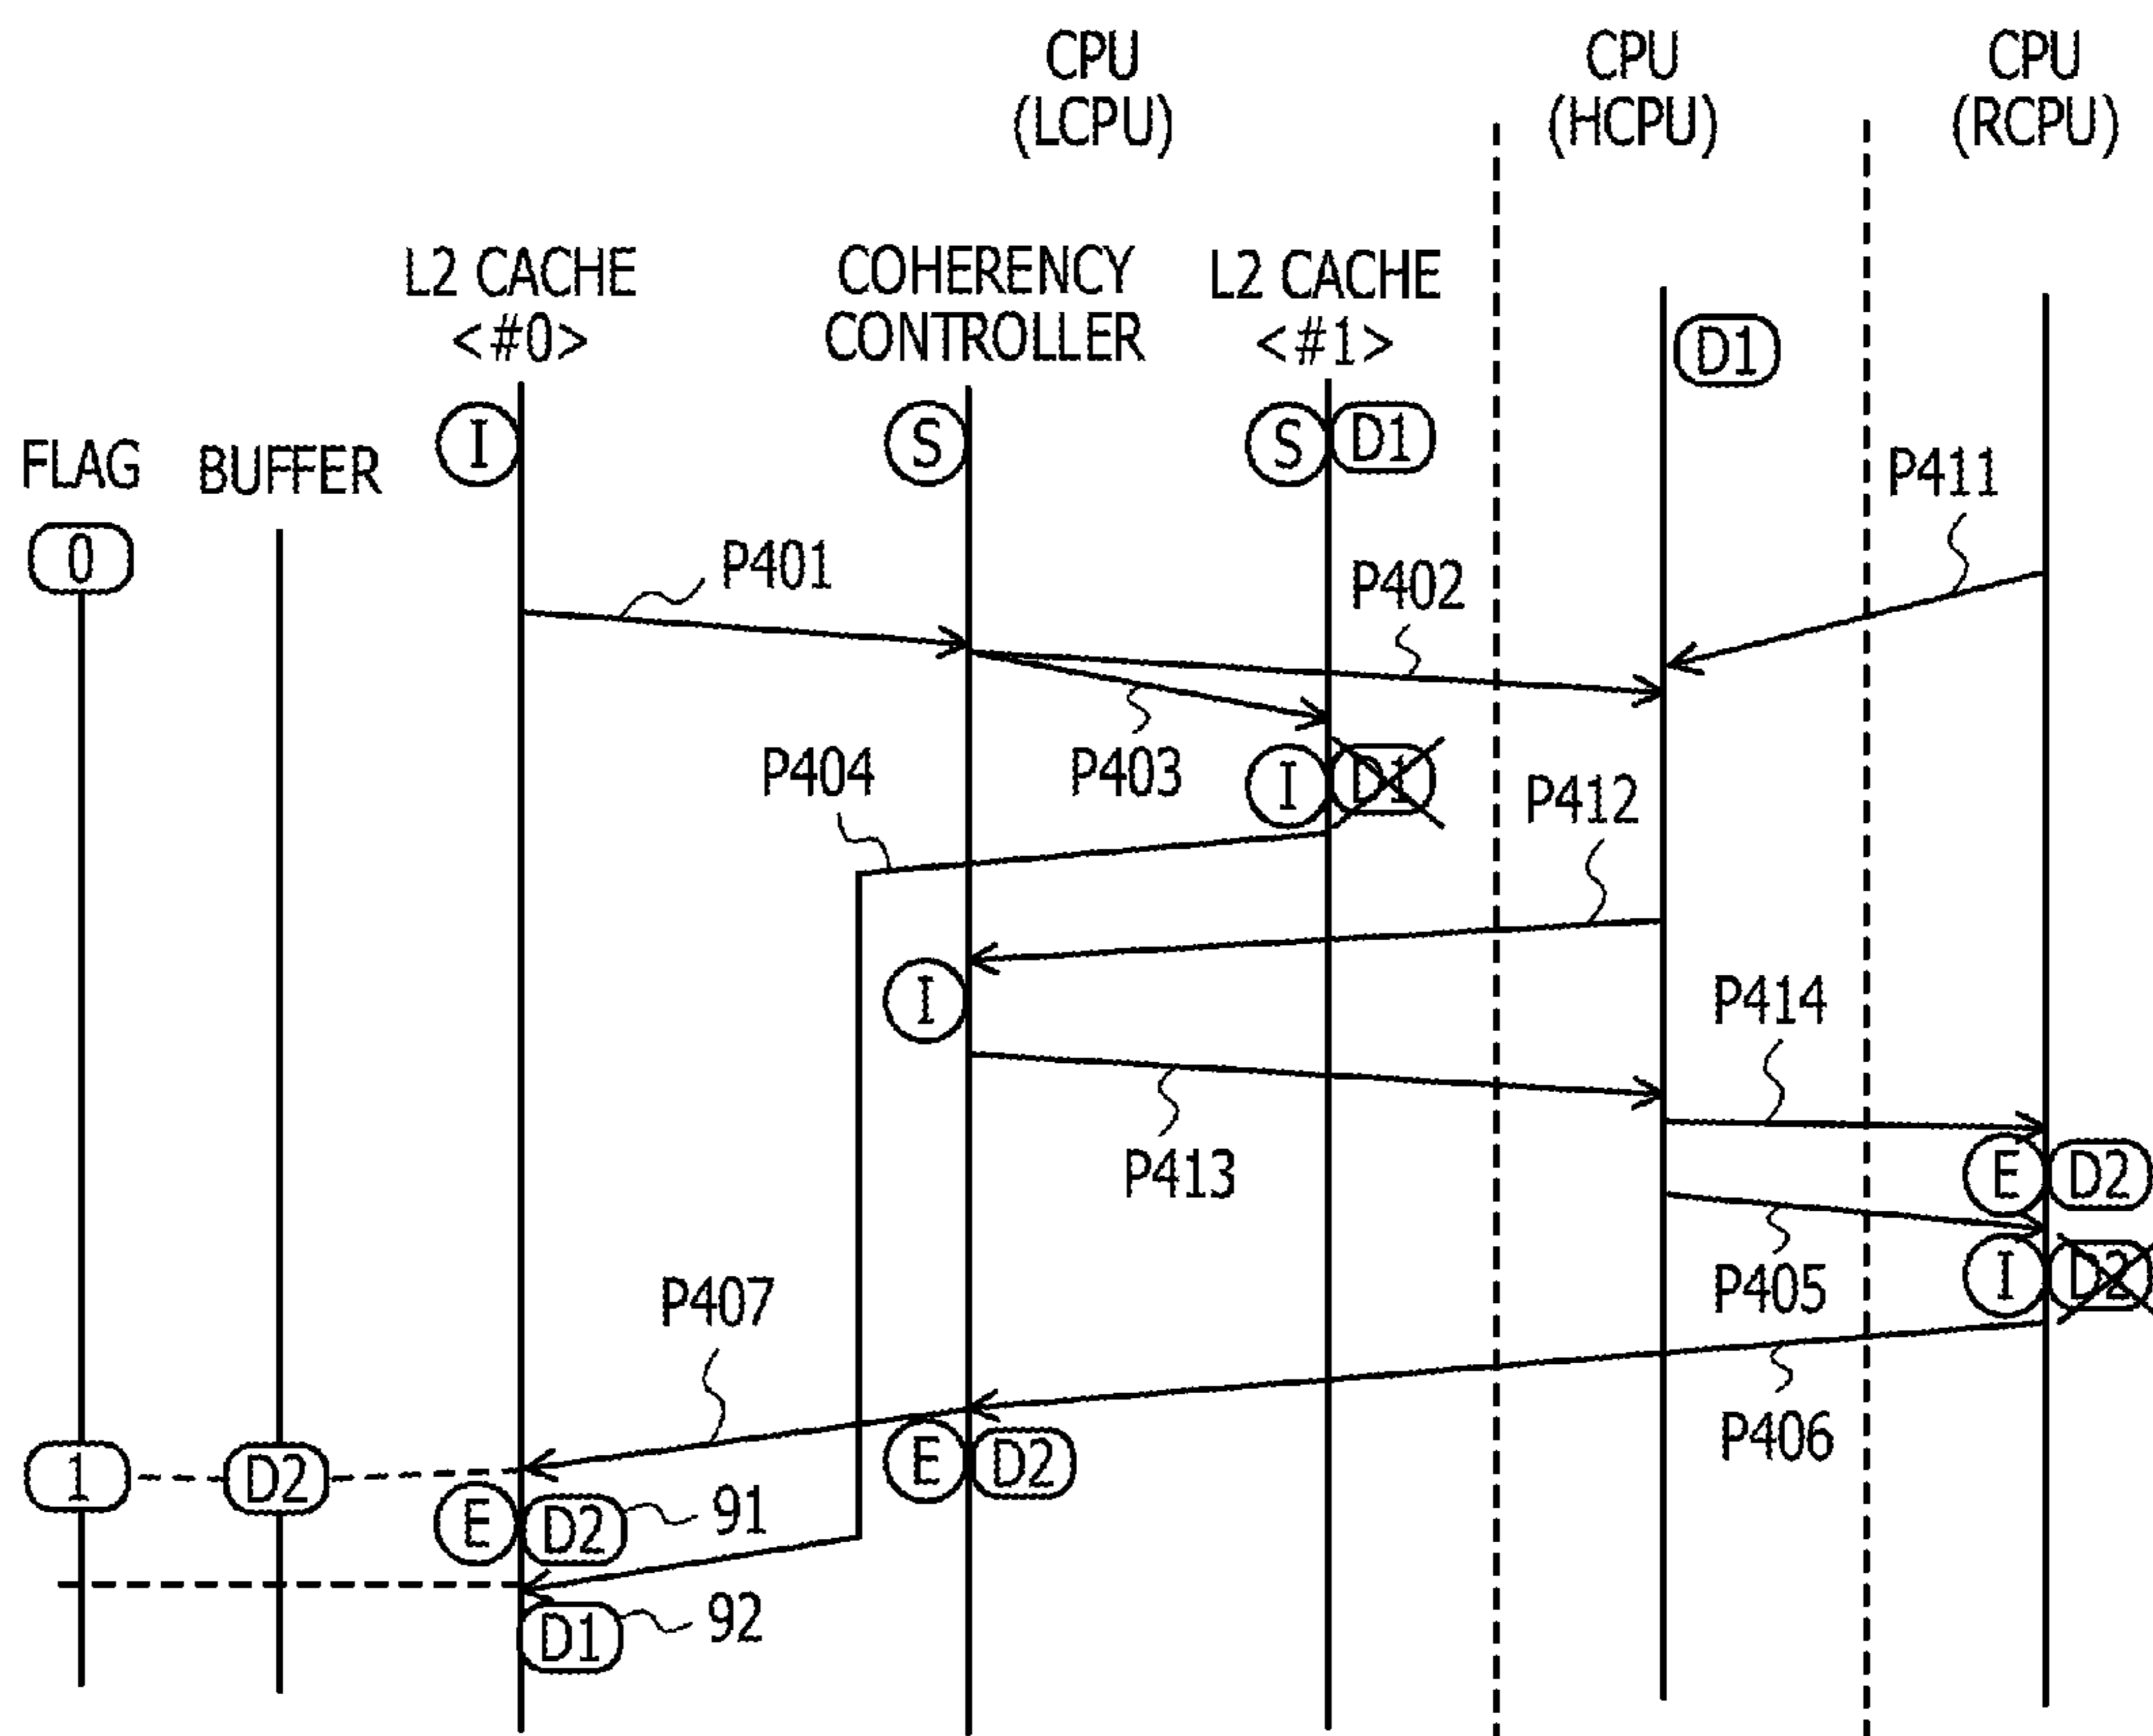 CPU
(LCPU)
CPU
(HCPU)
CPU
(RCPU)
L2 CACHE
<#0>
COHERENCY
CONTROLLER
L2 CACHE
<#1>
D1
FLAG
BUFFER
I
S
S
D1
P411
0
P401
P402
P404
P403
I
D1
P412
I
P414
P413
E
D2
P407
P405
I
D2
P406
1
D2
E
D2
91
E
D2
D1
92